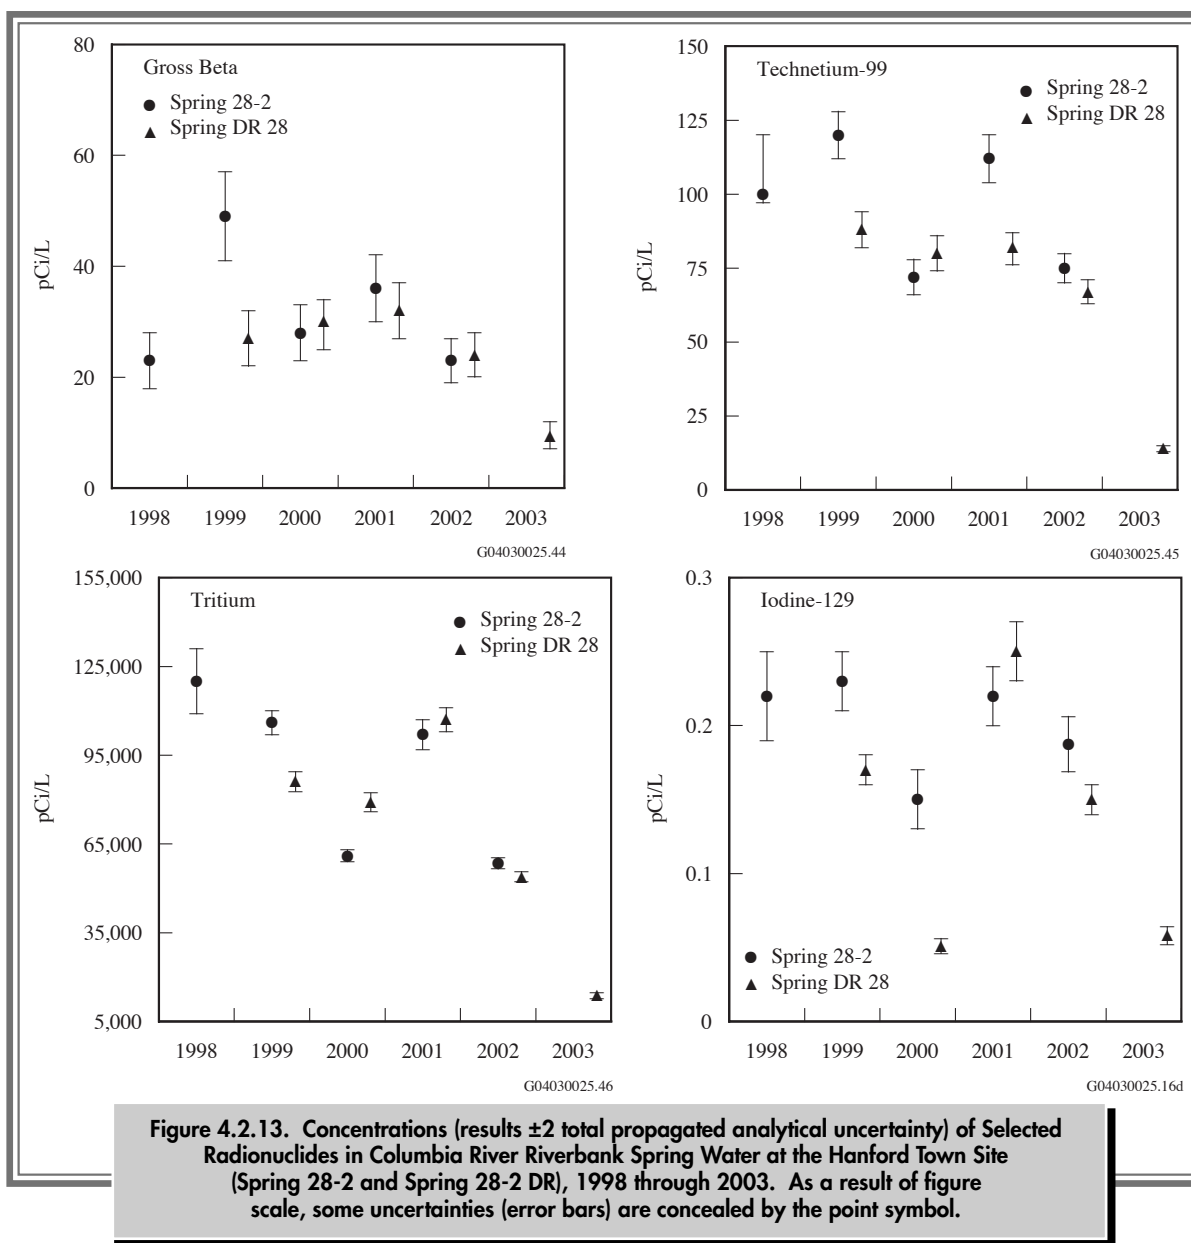 Gross Beta
Spring 28-2
Spring DR 28
80
60
40
20
0
pCi/L
1998 1999 2000 2001 2002 2003
G04030025.44
Technetium-99
Spring 28-2
Spring DR 28
150
125
100
75
50
25
0
pCi/L
1998 1999 2000 2001 2002 2003
G04030025.45
Tritium
Spring 28-2
Spring DR 28
155,000
125,000
95,000
65,000
35,000
5,000
pCi/L
1998 1999 2000 2001 2002 2003
G04030025.46
Iodine-129
0.3
0.2
0.1
0
pCi/L
Spring 28-2
Spring DR 28
1998 1999 2000 2001 2002 2003
G04030025.16d
Figure 4.2.13. Concentrations (results ±2 total propagated analytical uncertainty) of Selected
Radionuclides in Columbia River Riverbank Spring Water at the Hanford Town Site
(Spring 28-2 and Spring 28-2 DR), 1998 through 2003. As a result of figure
scale, some uncertainties (error bars) are concealed by the point symbol.